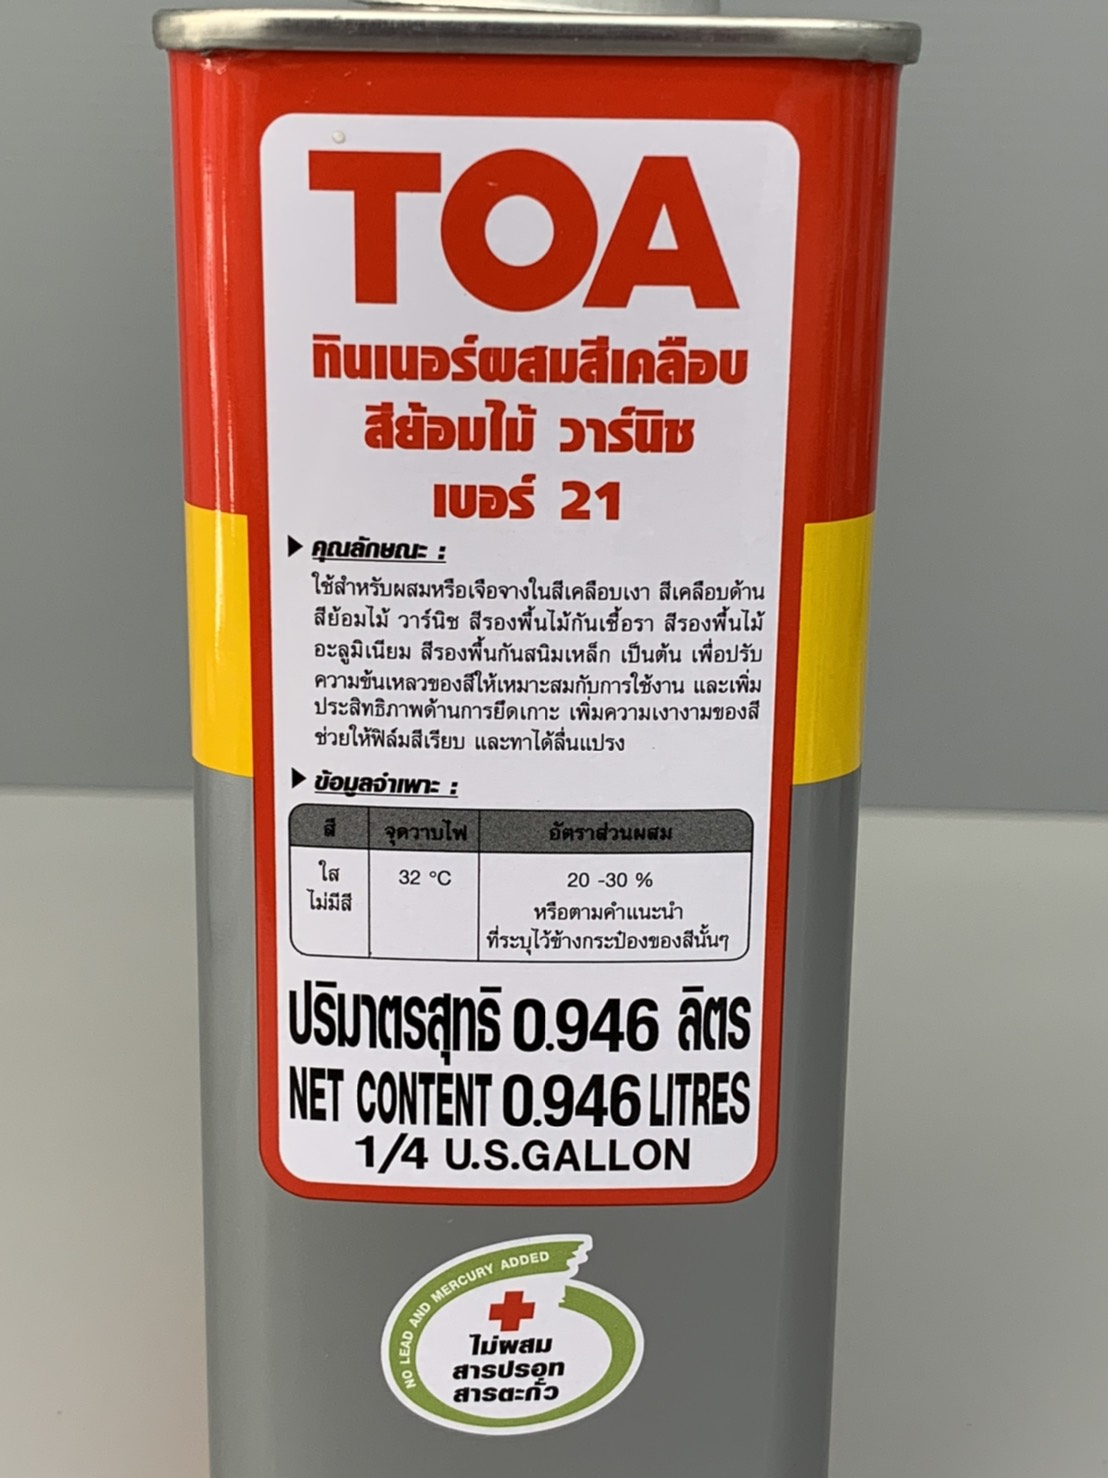 TOA
ทินเนอร์ผสมสีเคลือบ
สีย้อมไม้ วาร์นิช
เบอร์ 21
▶ คุณลักษณะ :
ใช้สำหรับผสมหรือเจือจางในสีเคลือบเงา สีเคลือบด้าน
สีย้อมไม้ วาร์นิช สีรองพื้นไม้กันเชื้อรา สีรองพื้นไม้
อะลูมิเนียม สีรองพื้นกันสนิมเหล็ก เป็นต้น เพื่อปรับ
ความข้นเหลวของสีให้เหมาะสมกับการใช้งาน และเพิ่ม
ประสิทธิภาพด้านการยึดเกาะ เพิ่มความเงางามของสี
ช่วยให้ฟิล์มสีเรียบ และทาได้ลื่นแปรง
▶ ข้อมูลจำเพาะ :
สี จุดวาบไฟ อัตราส่วนผสม
ใส 32 °C 20 -30 %
ไม่มีสี หรือตามคำแนะนำ
ที่ระบุไว้ข้างกระป๋องของสีนั้นๆ
ปริมาตรสุทธิ 0.946 ลิตร
NET CONTENT 0.946 LITRES
1/4 U.S.GALLON
NO LEAD AND MERCURY ADDED
ไม่ผสม
สารปรอท
สารตะกั่ว